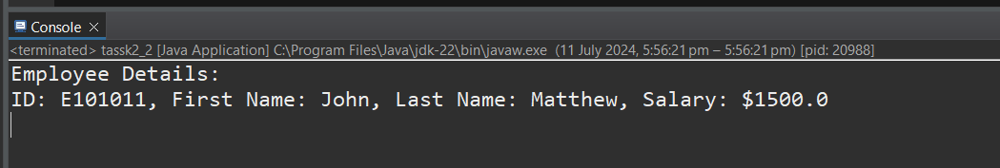 Console
<terminated> tassk2_2 [Java Application] C:\Program Files\Java\jdk-22\bin\javaw.exe (11 July 2024, 5:56:21 pm – 5:56:21 pm) [pid: 20988]
Employee Details:
ID: E101011, First Name: John, Last Name: Matthew, Salary: $1500.0